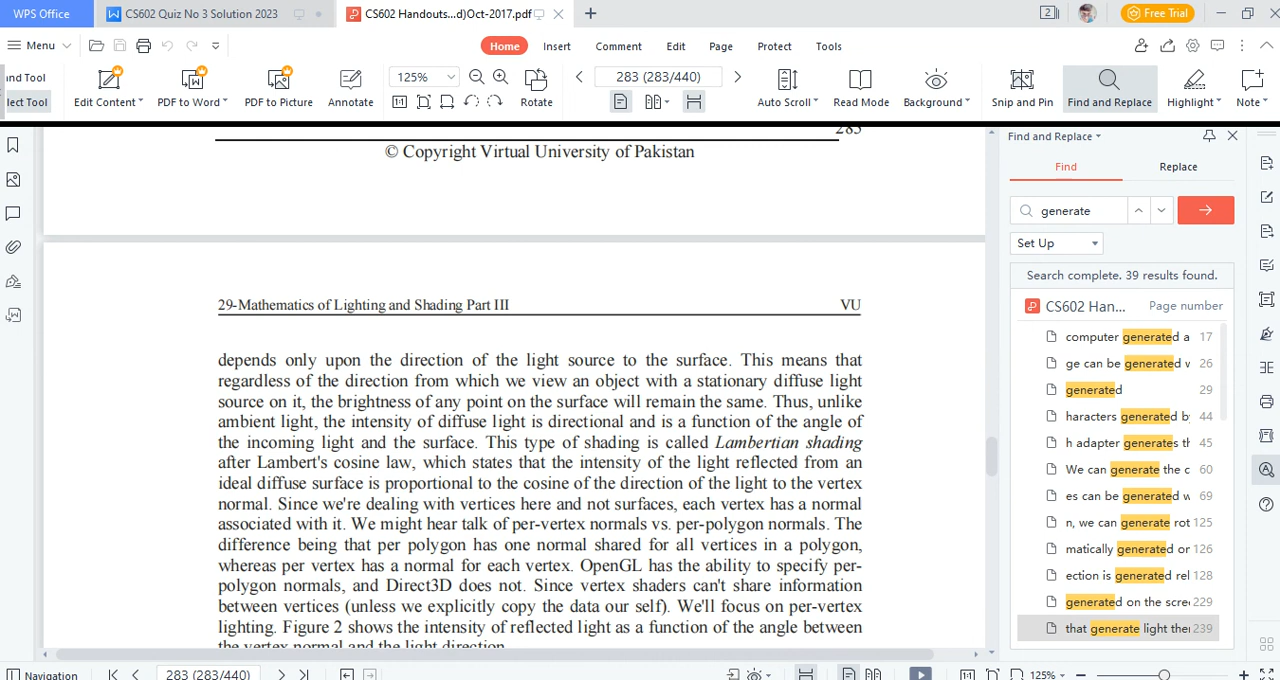 WPS Office
CS602 Quiz No 3 Solution 2023
CS602 Handouts...d)Oct-2017.pdf
Free Trial
Menu
Home
Insert
Comment
Edit
Page
Protect
Tools
and Tool
lect Tool
Edit Content
PDF to Word
PDF to Picture
Annotate
125%
Rotate
283 (283/440)
Auto Scroll
Read Mode
Background
Snip and Pin
Find and Replace
Highlight
Note
285
© Copyright Virtual University of Pakistan
29-Mathematics of Lighting and Shading Part III VU
depends only upon the direction of the light source to the surface. This means that
regardless of the direction from which we view an object with a stationary diffuse light
source on it, the brightness of any point on the surface will remain the same. Thus, unlike
ambient light, the intensity of diffuse light is directional and is a function of the angle of
the incoming light and the surface. This type of shading is called Lambertian shading
after Lambert's cosine law, which states that the intensity of the light reflected from an
ideal diffuse surface is proportional to the cosine of the direction of the light to the vertex
normal. Since we're dealing with vertices here and not surfaces, each vertex has a normal
associated with it. We might hear talk of per-vertex normals vs. per-polygon normals. The
difference being that per polygon has one normal shared for all vertices in a polygon,
whereas per vertex has a normal for each vertex. OpenGL has the ability to specify per-
polygon normals, and Direct3D does not. Since vertex shaders can't share information
between vertices (unless we explicitly copy the data our self). We'll focus on per-vertex
lighting. Figure 2 shows the intensity of reflected light as a function of the angle between
the vertex normal and the light direction.
Find and Replace
Find
Replace
generate
Set Up
Search complete. 39 results found.
CS602 Han... Page number
computer generated a 17
ge can be generated v 26
generated 29
haracters generated by 44
h adapter generates th 45
We can generate the c 60
es can be generated w 69
n, we can generate rot 125
matically generated or 126
ection is generated rel 128
generated on the scree 229
that generate light the 239
Navigation
283 (283/440)
125%